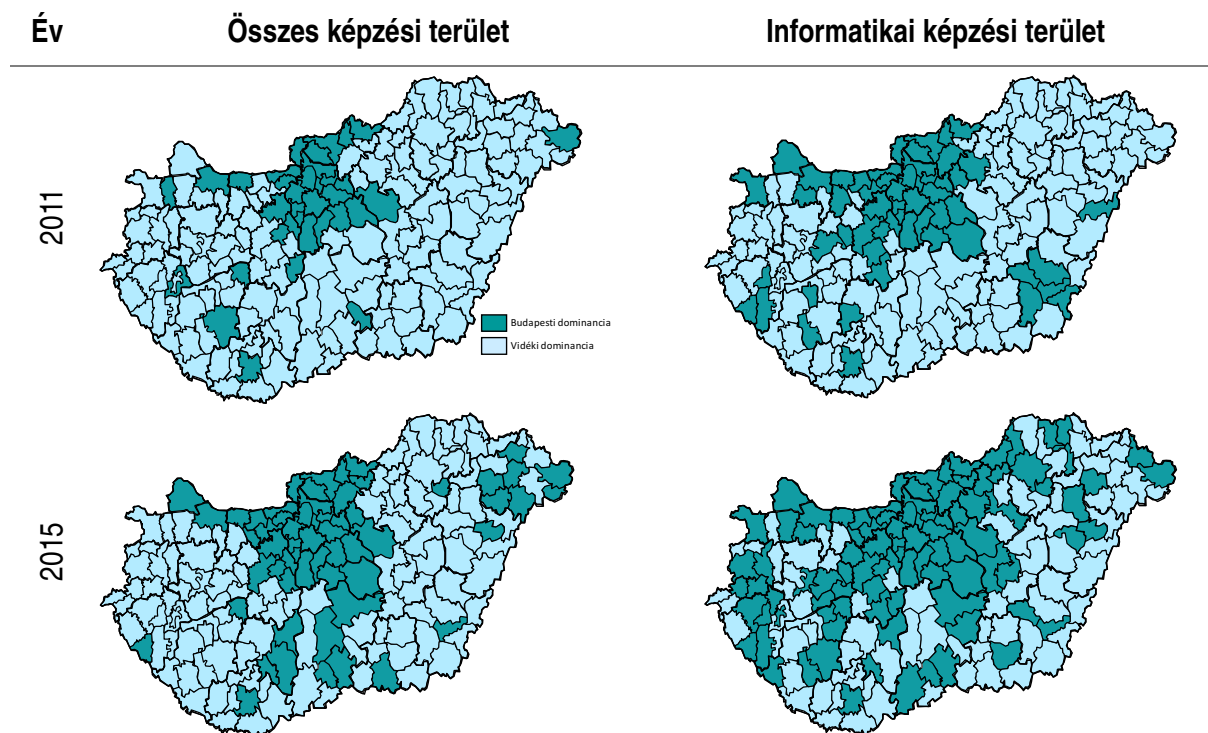 Év Összes képzési terület Informatikai képzési terület
2011
Budapesti dominancia
Vidéki dominancia
2015